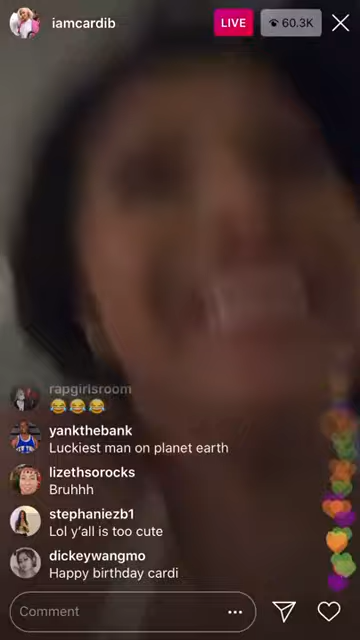 iamcardib
LIVE
60.3K
rapgirlsroom
😂😂😂
yankthebank
Luckiest man on planet earth
lizethsorocks
Bruhhh
stephaniezb1
Lol y'all is too cute
dickeywangmo
Happy birthday cardi
Comment